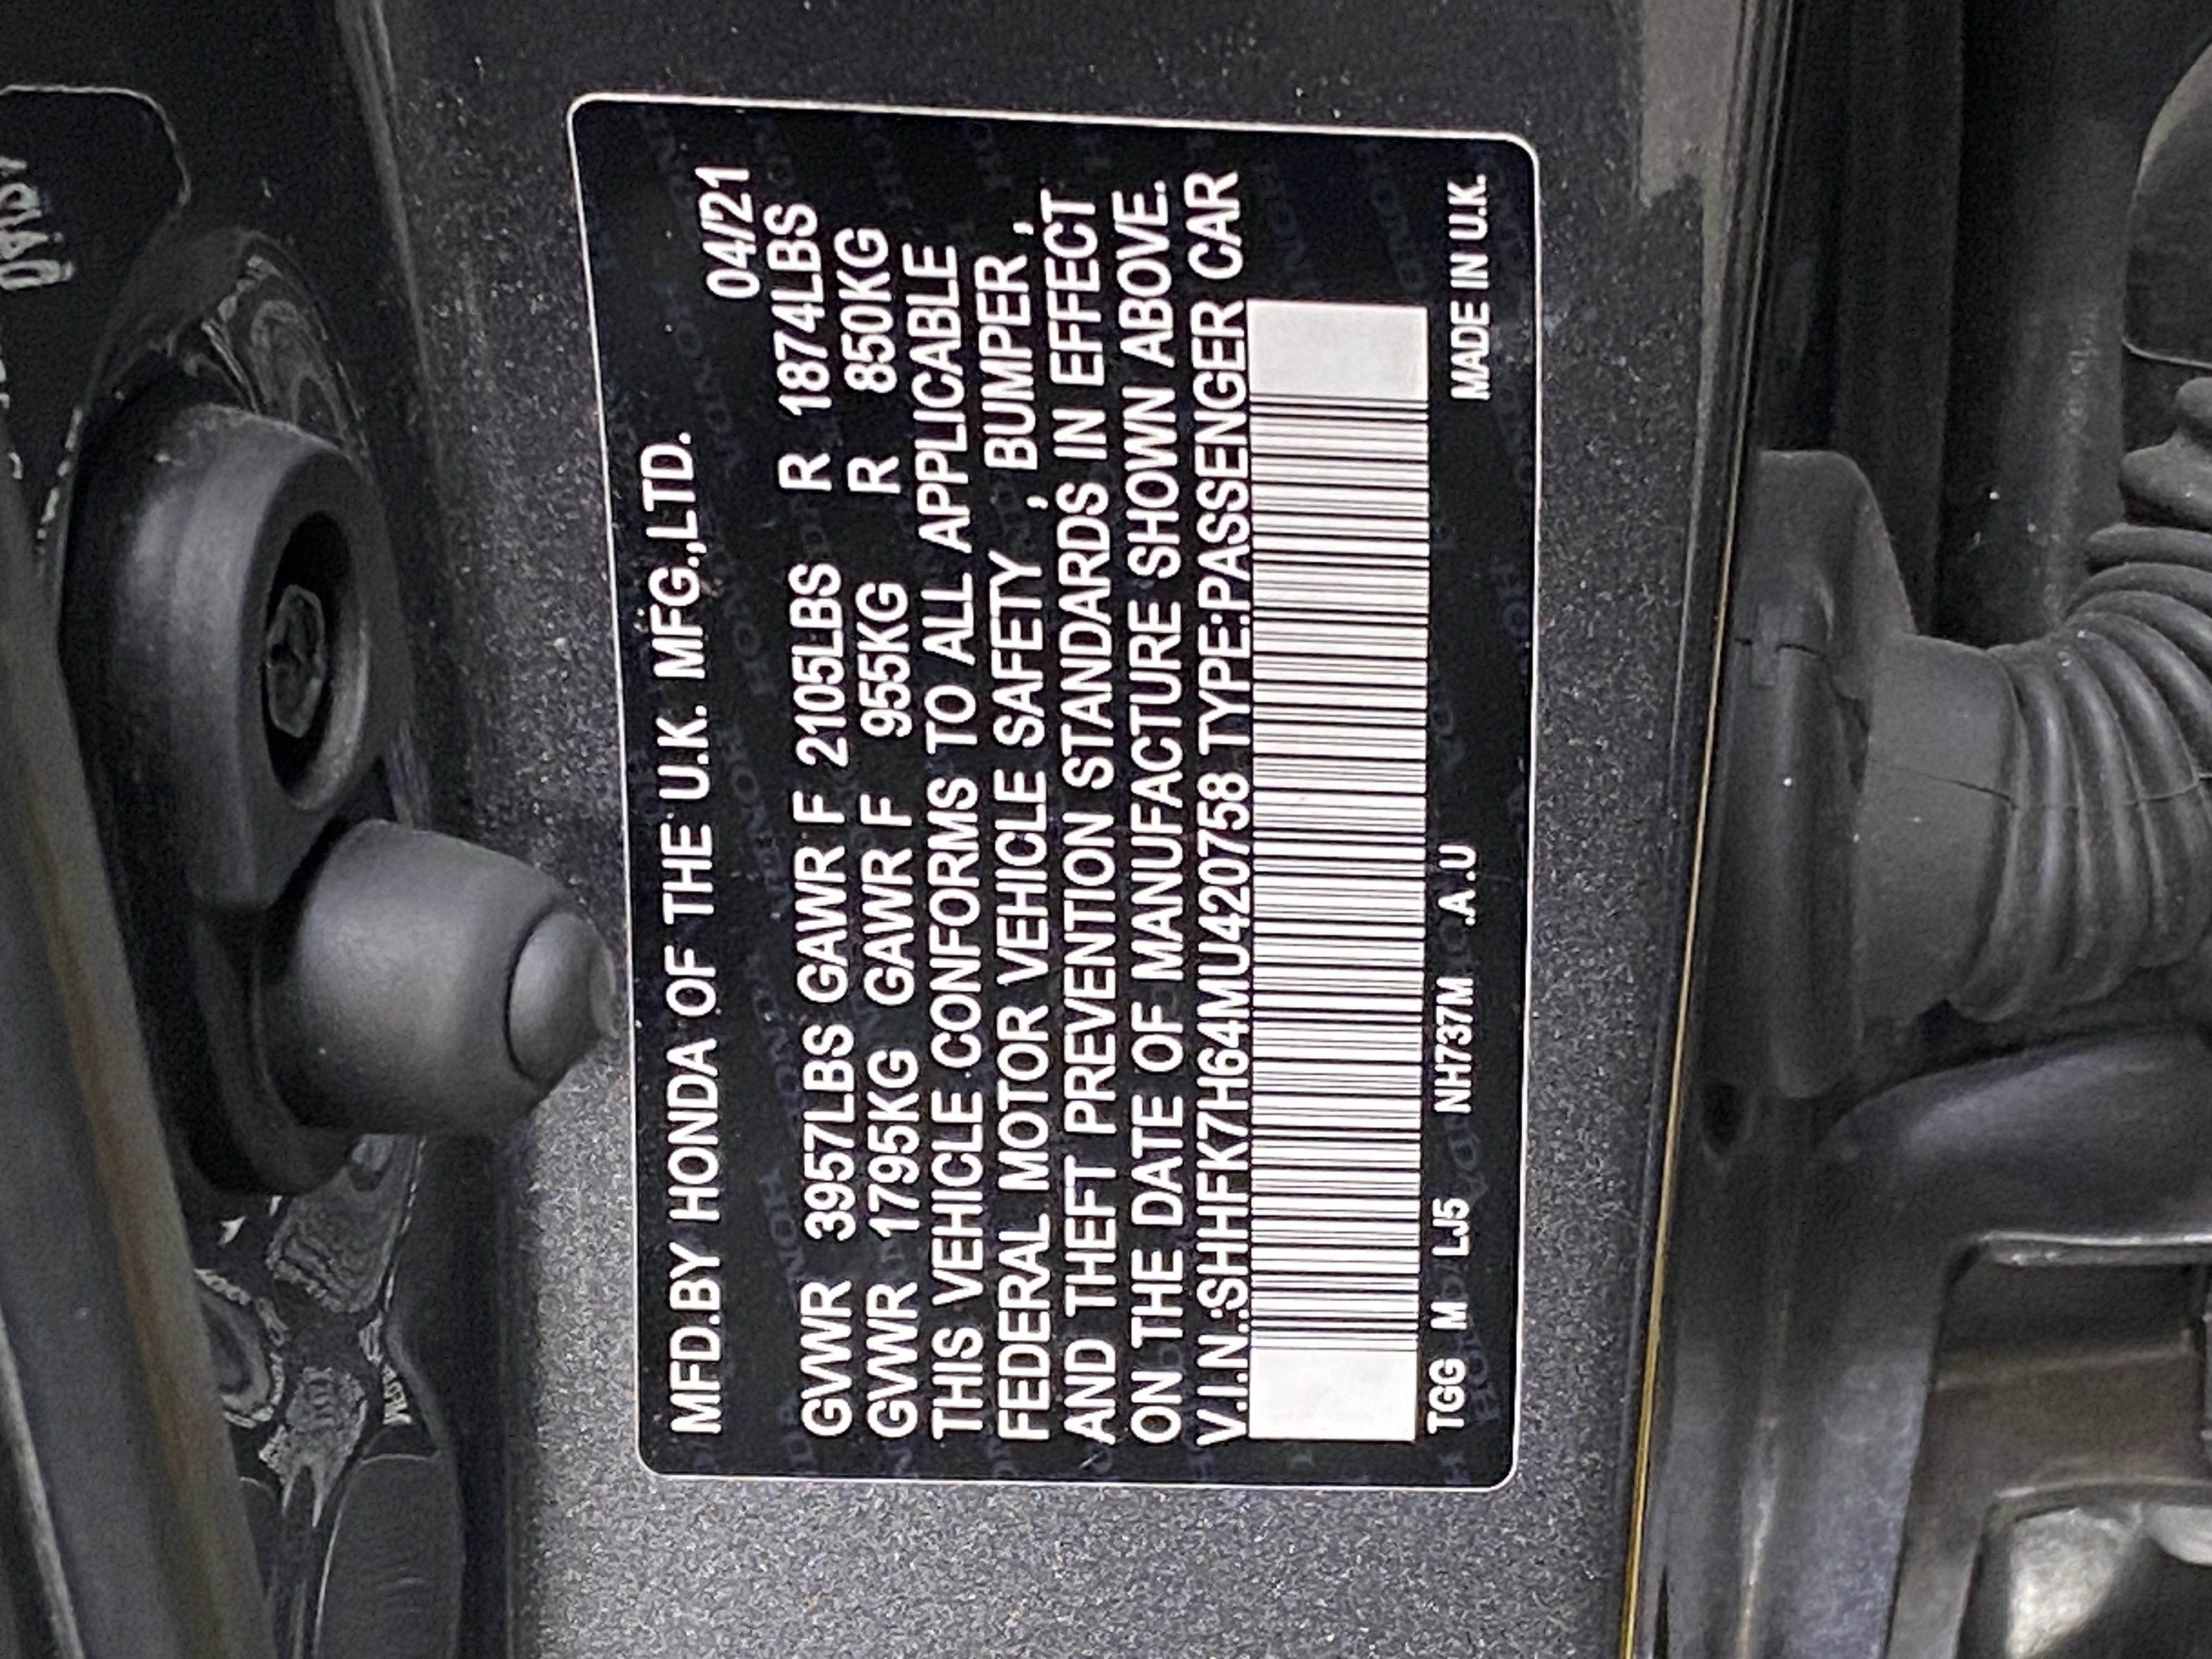 MFD.BY HONDA OF THE U.K. MFG.,LTD.
04/21
GVWR 3957LBS GAWR F 2105LBS R 1874LBS
GVWR 1795KG GAWR F 955KG R 850KG
THIS VEHICLE CONFORMS TO ALL APPLICABLE
FEDERAL MOTOR VEHICLE SAFETY , BUMPER ,
AND THEFT PREVENTION STANDARDS IN EFFECT
ON THE DATE OF MANUFACTURE SHOWN ABOVE.
V.I.N.:SHHFK7H64MU420758 TYPE:PASSENGER CAR
TGG M LJ5 NH737M .A.U MADE IN U.K.